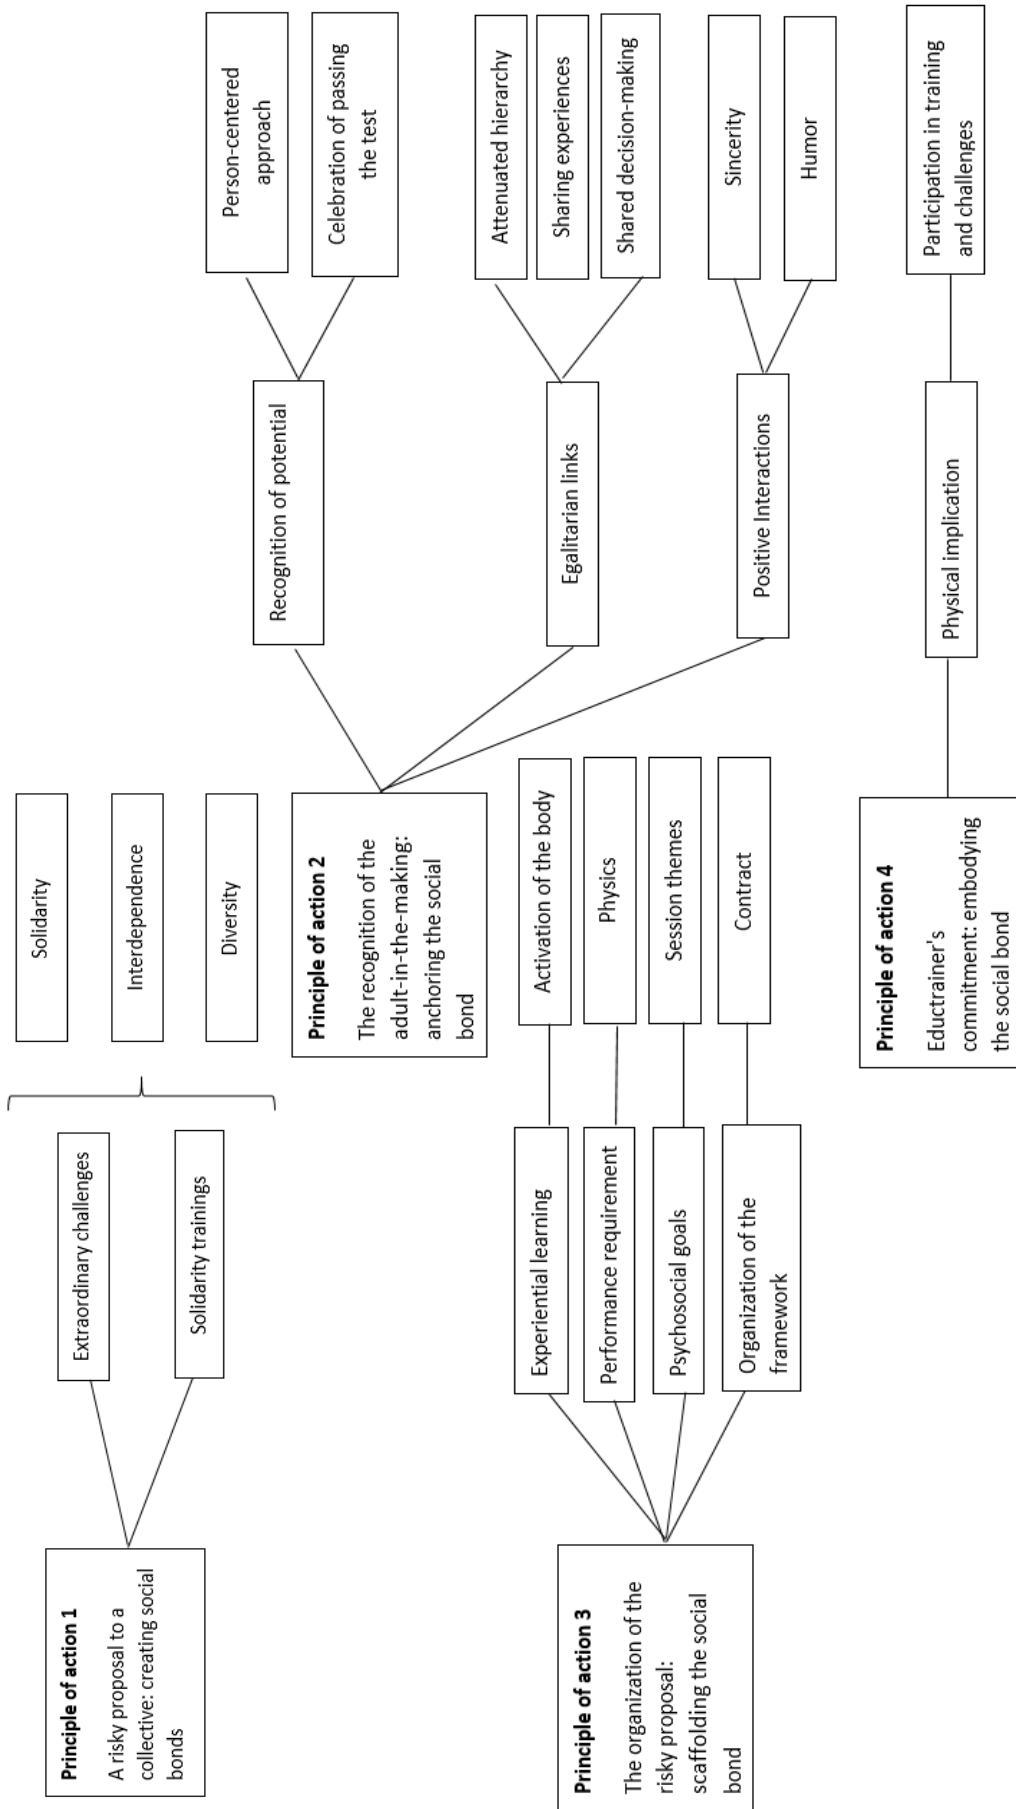 Principle of action 1
A risky proposal to a
collective: creating social
bonds
Extraordinary challenges
Solidarity trainings
Solidarity
Interdependence
Diversity
Principle of action 2
The recognition of the
adult-in-the-making:
anchoring the social
bond
Recognition of potential
Person-centered
approach
Celebration of passing
the test
Egalitarian links
Attenuated hierarchy
Sharing experiences
Shared decision-making
Positive Interactions
Sincerity
Humor
Principle of action 3
The organization of the
risky proposal:
scaffolding the social
bond
Experiential learning
Activation of the body
Performance requirement
Physics
Psychosocial goals
Session themes
Organization of the
framework
Contract
Principle of action 4
Eductrainer's
commitment: embodying
the social bond
Physical implication
Participation in training
and challenges